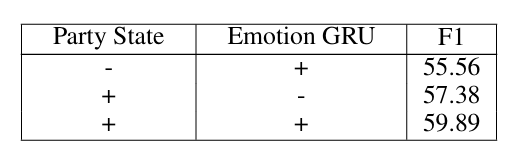 Party State Emotion GRU F1
- + 55.56
+ - 57.38
+ + 59.89